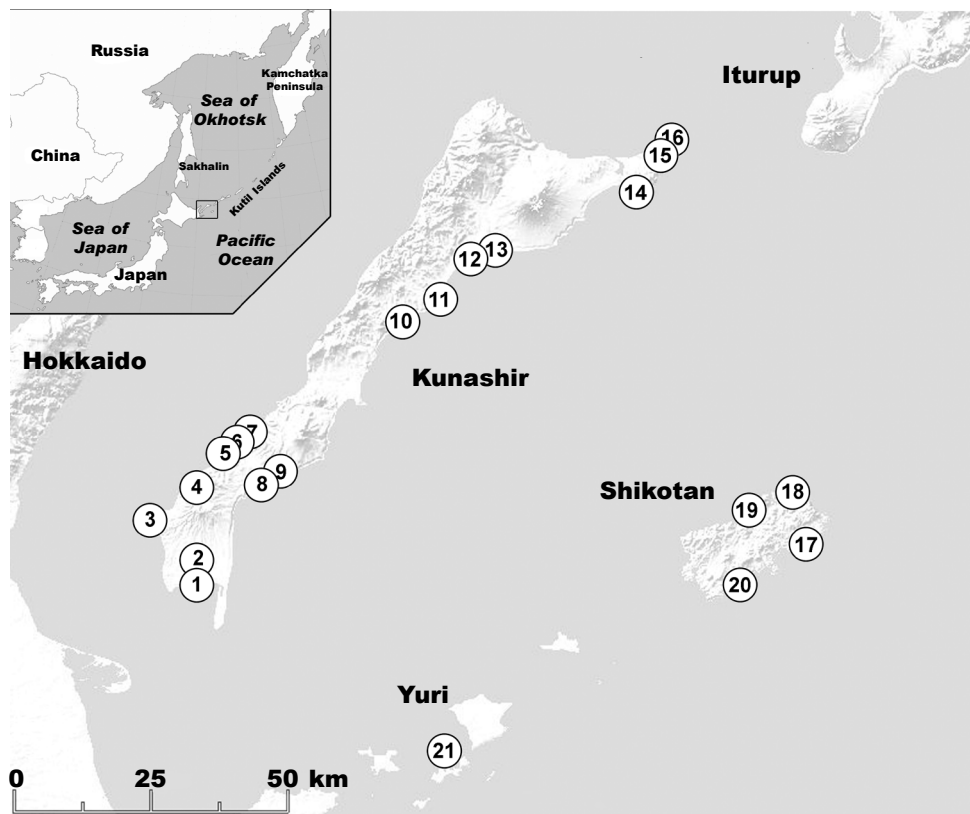 Russia
Kamchatka
Peninsula
Sea of
Okhotsk
China
Sakhalin
Kutil Islands
Sea of
Japan
Pacific
Ocean
Japan
Iturup
16
15
14
13
12
11
10
Hokkaido
Kunashir
7
6
5
9
8
4
3
2
1
Shikotan
18
19
17
20
Yuri
21
0 25 50 km